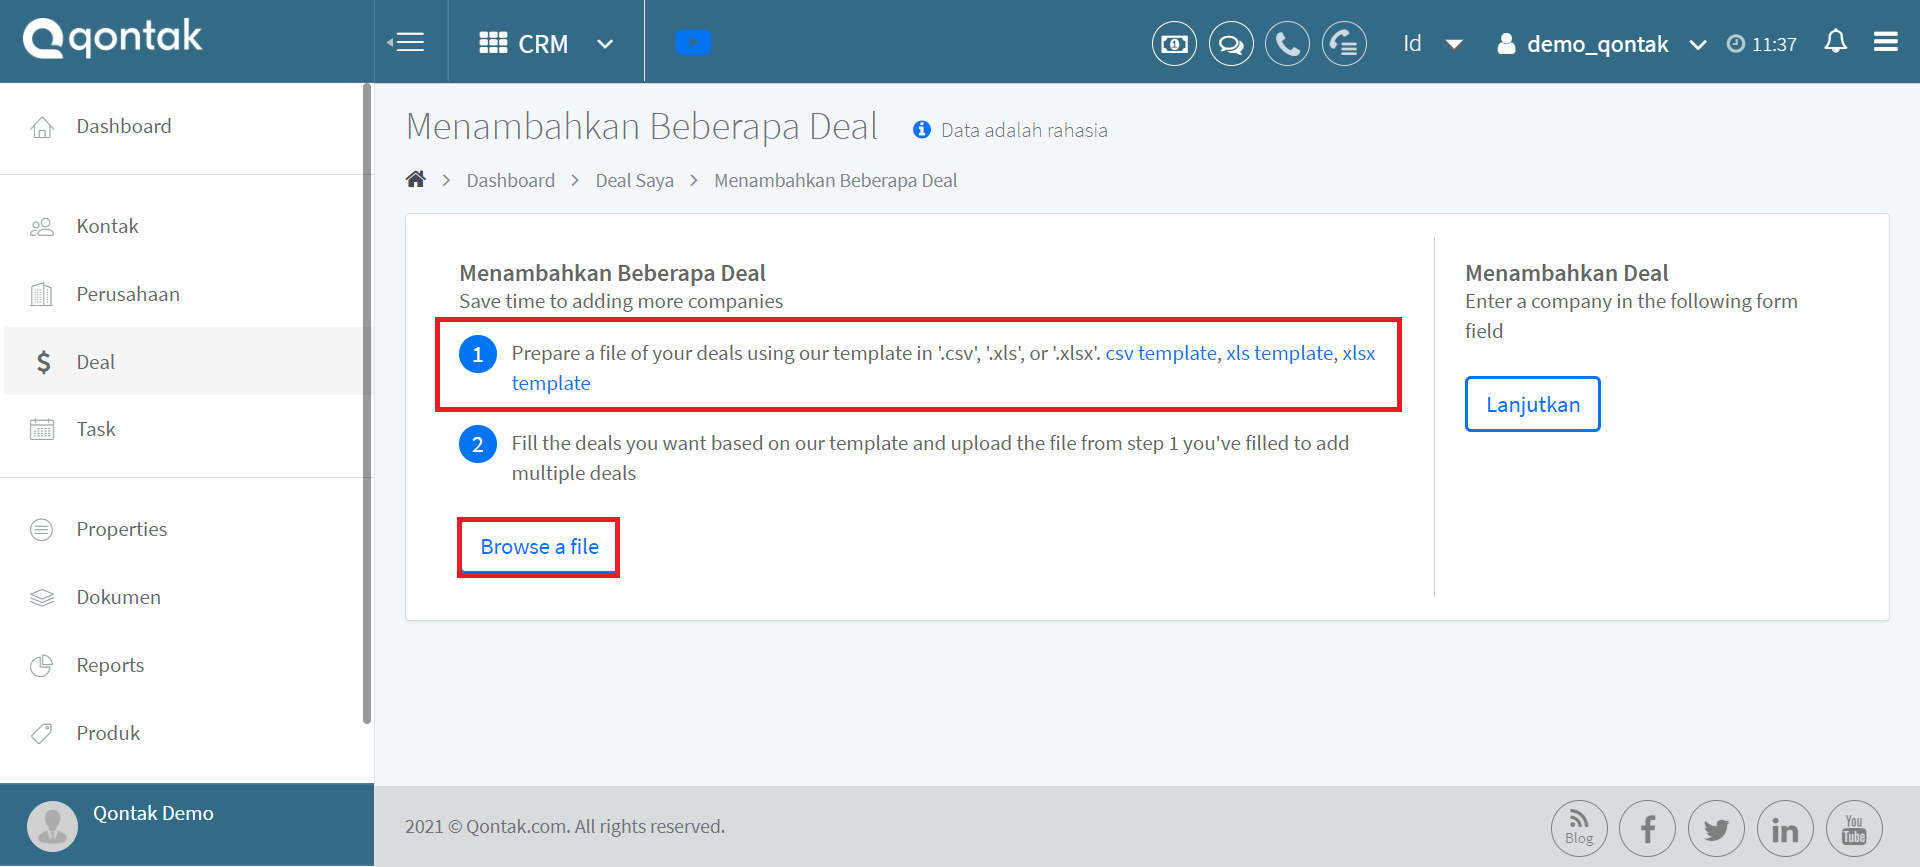 qontak
CRM
Id
demo_qontak
11:37
Dashboard
Kontak
Perusahaan
Deal
Task
Properties
Dokumen
Reports
Produk
Qontak Demo
Menambahkan Beberapa Deal
Data adalah rahasia
Dashboard > Deal Saya > Menambahkan Beberapa Deal
Menambahkan Beberapa Deal
Save time to adding more companies
1 Prepare a file of your deals using our template in '.csv', '.xls', or '.xlsx'. csv template, xls template, xlsx
template
2 Fill the deals you want based on our template and upload the file from step 1 you've filled to add
multiple deals
Browse a file
Menambahkan Deal
Enter a company in the following form
field
Lanjutkan
2021 © Qontak.com. All rights reserved.
Blog
You
Tube